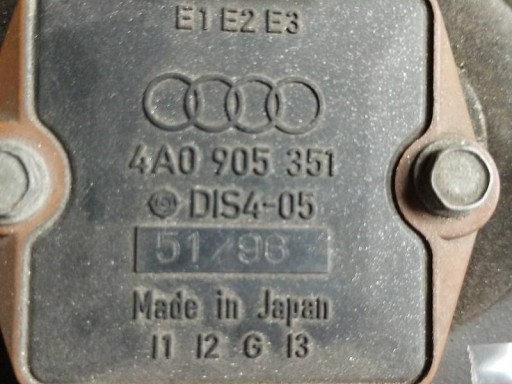 E1 E2 E3
4A0 905 351
DIS4-05
51/96
Made in Japan
I1 I2 G I3